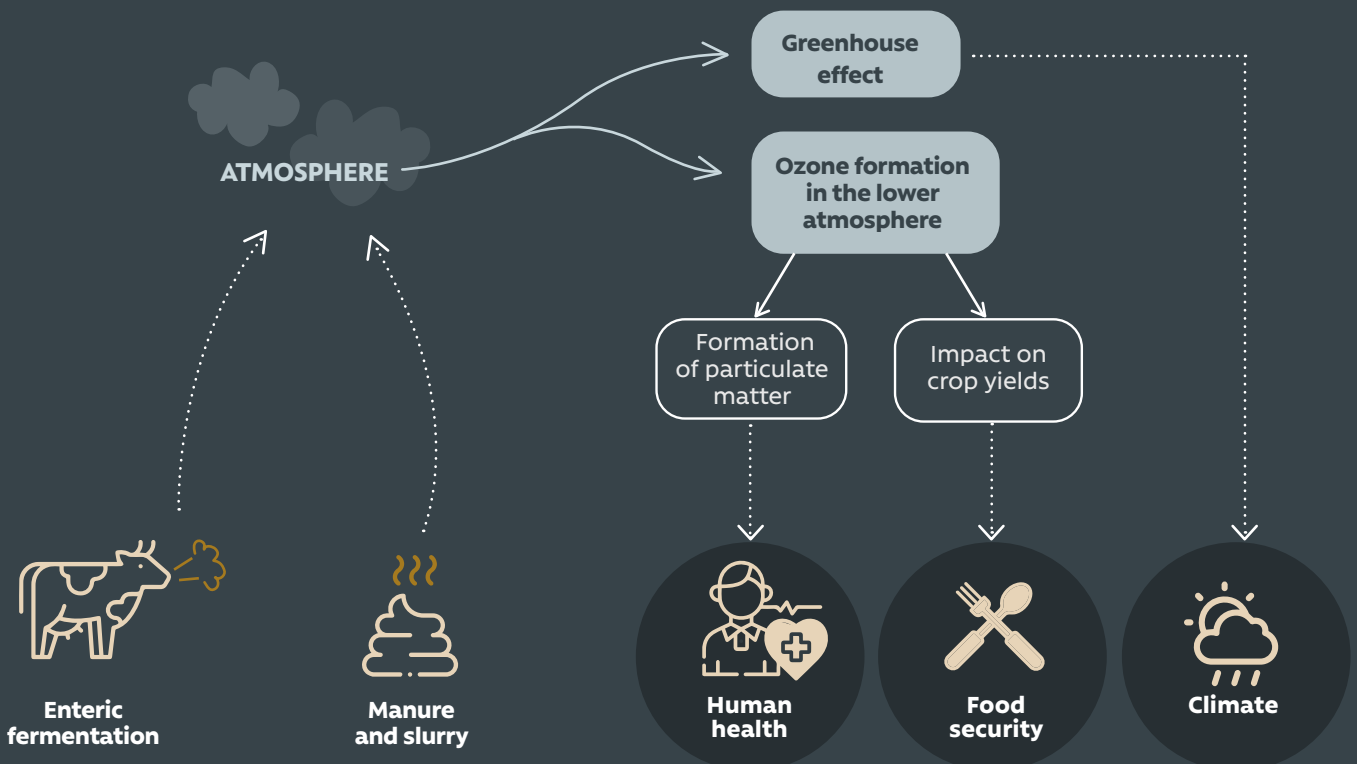 Greenhouse
effect
ATMOSPHERE
Ozone formation
in the lower
atmosphere
Formation
of particulate
matter
Impact on
crop yields
Enteric
fermentation
Manure
and slurry
Human
health
Food
security
Climate